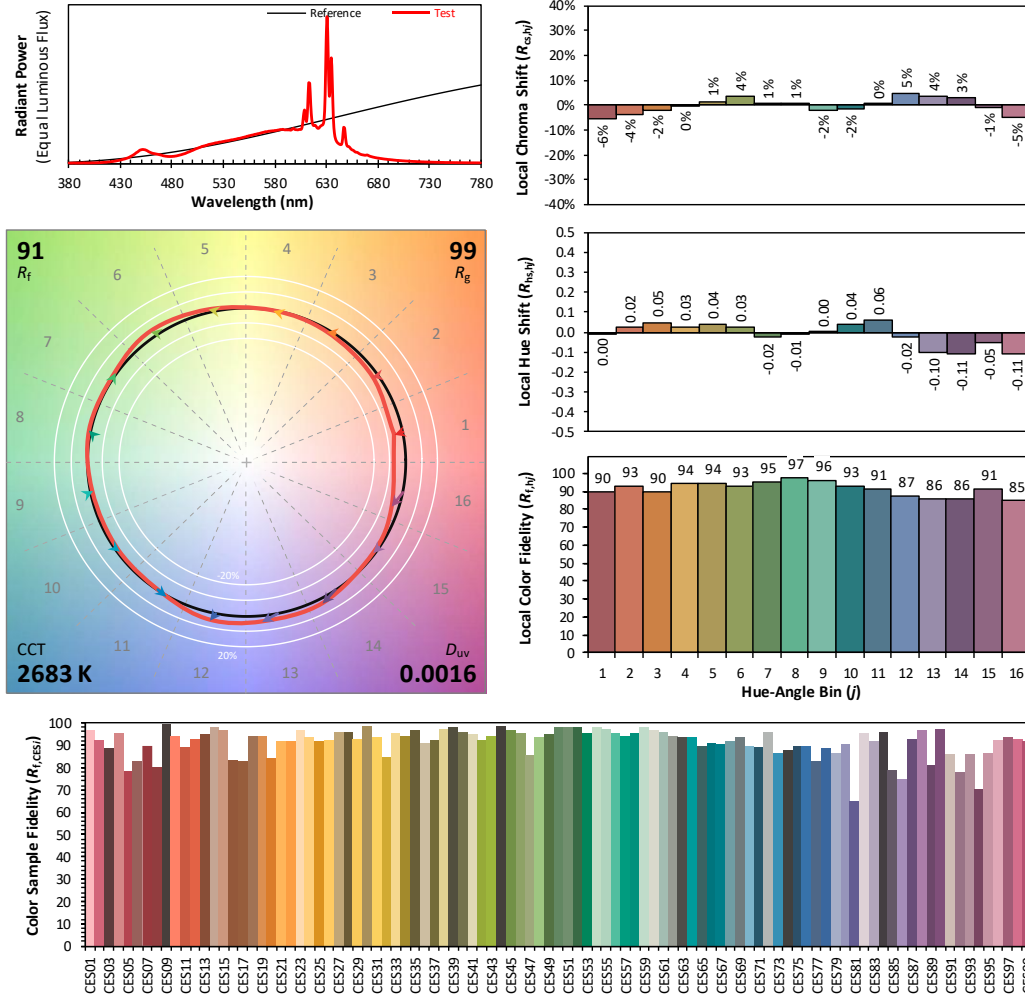 Radiant Power
(Equal Luminous Flux)
Reference
Test
380 430 480 530 580 630 680 730 780
Wavelength (nm)
Local Chroma Shift (Rcs,hj)
40%
30%
20%
10%
0%
-10%
-20%
-30%
-40%
-6% -4% -2% 0% 1% 4% 1% 1% -2% -2% 0% 5% 4% 3% -1% -5%
91
Rf
99
Rg
5 4
6 3
7 2
8 1
9 16
10 15
11 14
12 13
-20%
20%
CCT
2683 K
Duv
0.0016
Local Hue Shift (Rhs,hj)
0.5
0.4
0.3
0.2
0.1
0.0
-0.1
-0.2
-0.3
-0.4
-0.5
0.00 0.02 0.05 0.03 0.04 0.03 -0.02 -0.01 0.00 0.04 0.06 -0.02 -0.10 -0.11 -0.05 -0.11
Local Color Fidelity (Rf,hj)
100
90
80
70
60
50
40
30
20
10
0
90 93 90 94 94 93 95 97 96 93 91 87 86 86 91 85
1 2 3 4 5 6 7 8 9 10 11 12 13 14 15 16
Hue-Angle Bin (j)
Color Sample Fidelity (Rf,CESi)
100
90
80
70
60
50
40
30
20
10
0
CES01 CES03 CES05 CES07 CES09 CES11 CES13 CES15 CES17 CES19 CES21 CES23 CES25 CES27 CES29 CES31 CES33 CES35 CES37 CES39 CES41 CES43 CES45 CES47 CES49 CES51 CES53 CES55 CES57 CES59 CES61 CES63 CES65 CES67 CES69 CES71 CES73 CES75 CES77 CES79 CES81 CES83 CES85 CES87 CES89 CES91 CES93 CES95 CES97